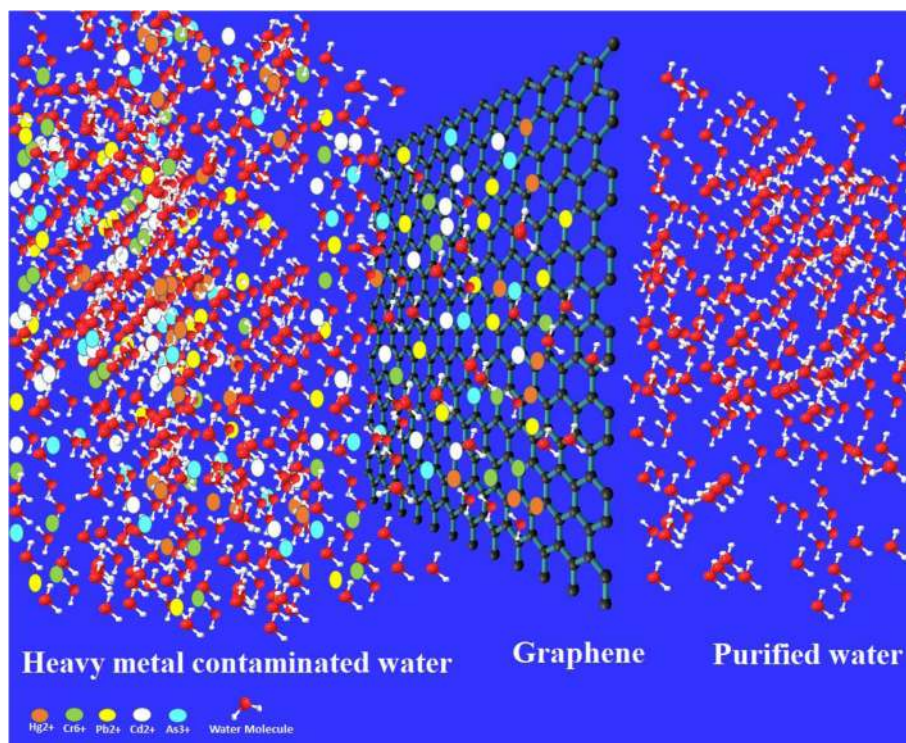 Heavy metal contaminated water
Graphene
Purified water
Hg2+ Cr6+ Pb2+ Cd2+ As3+ Water Molecule